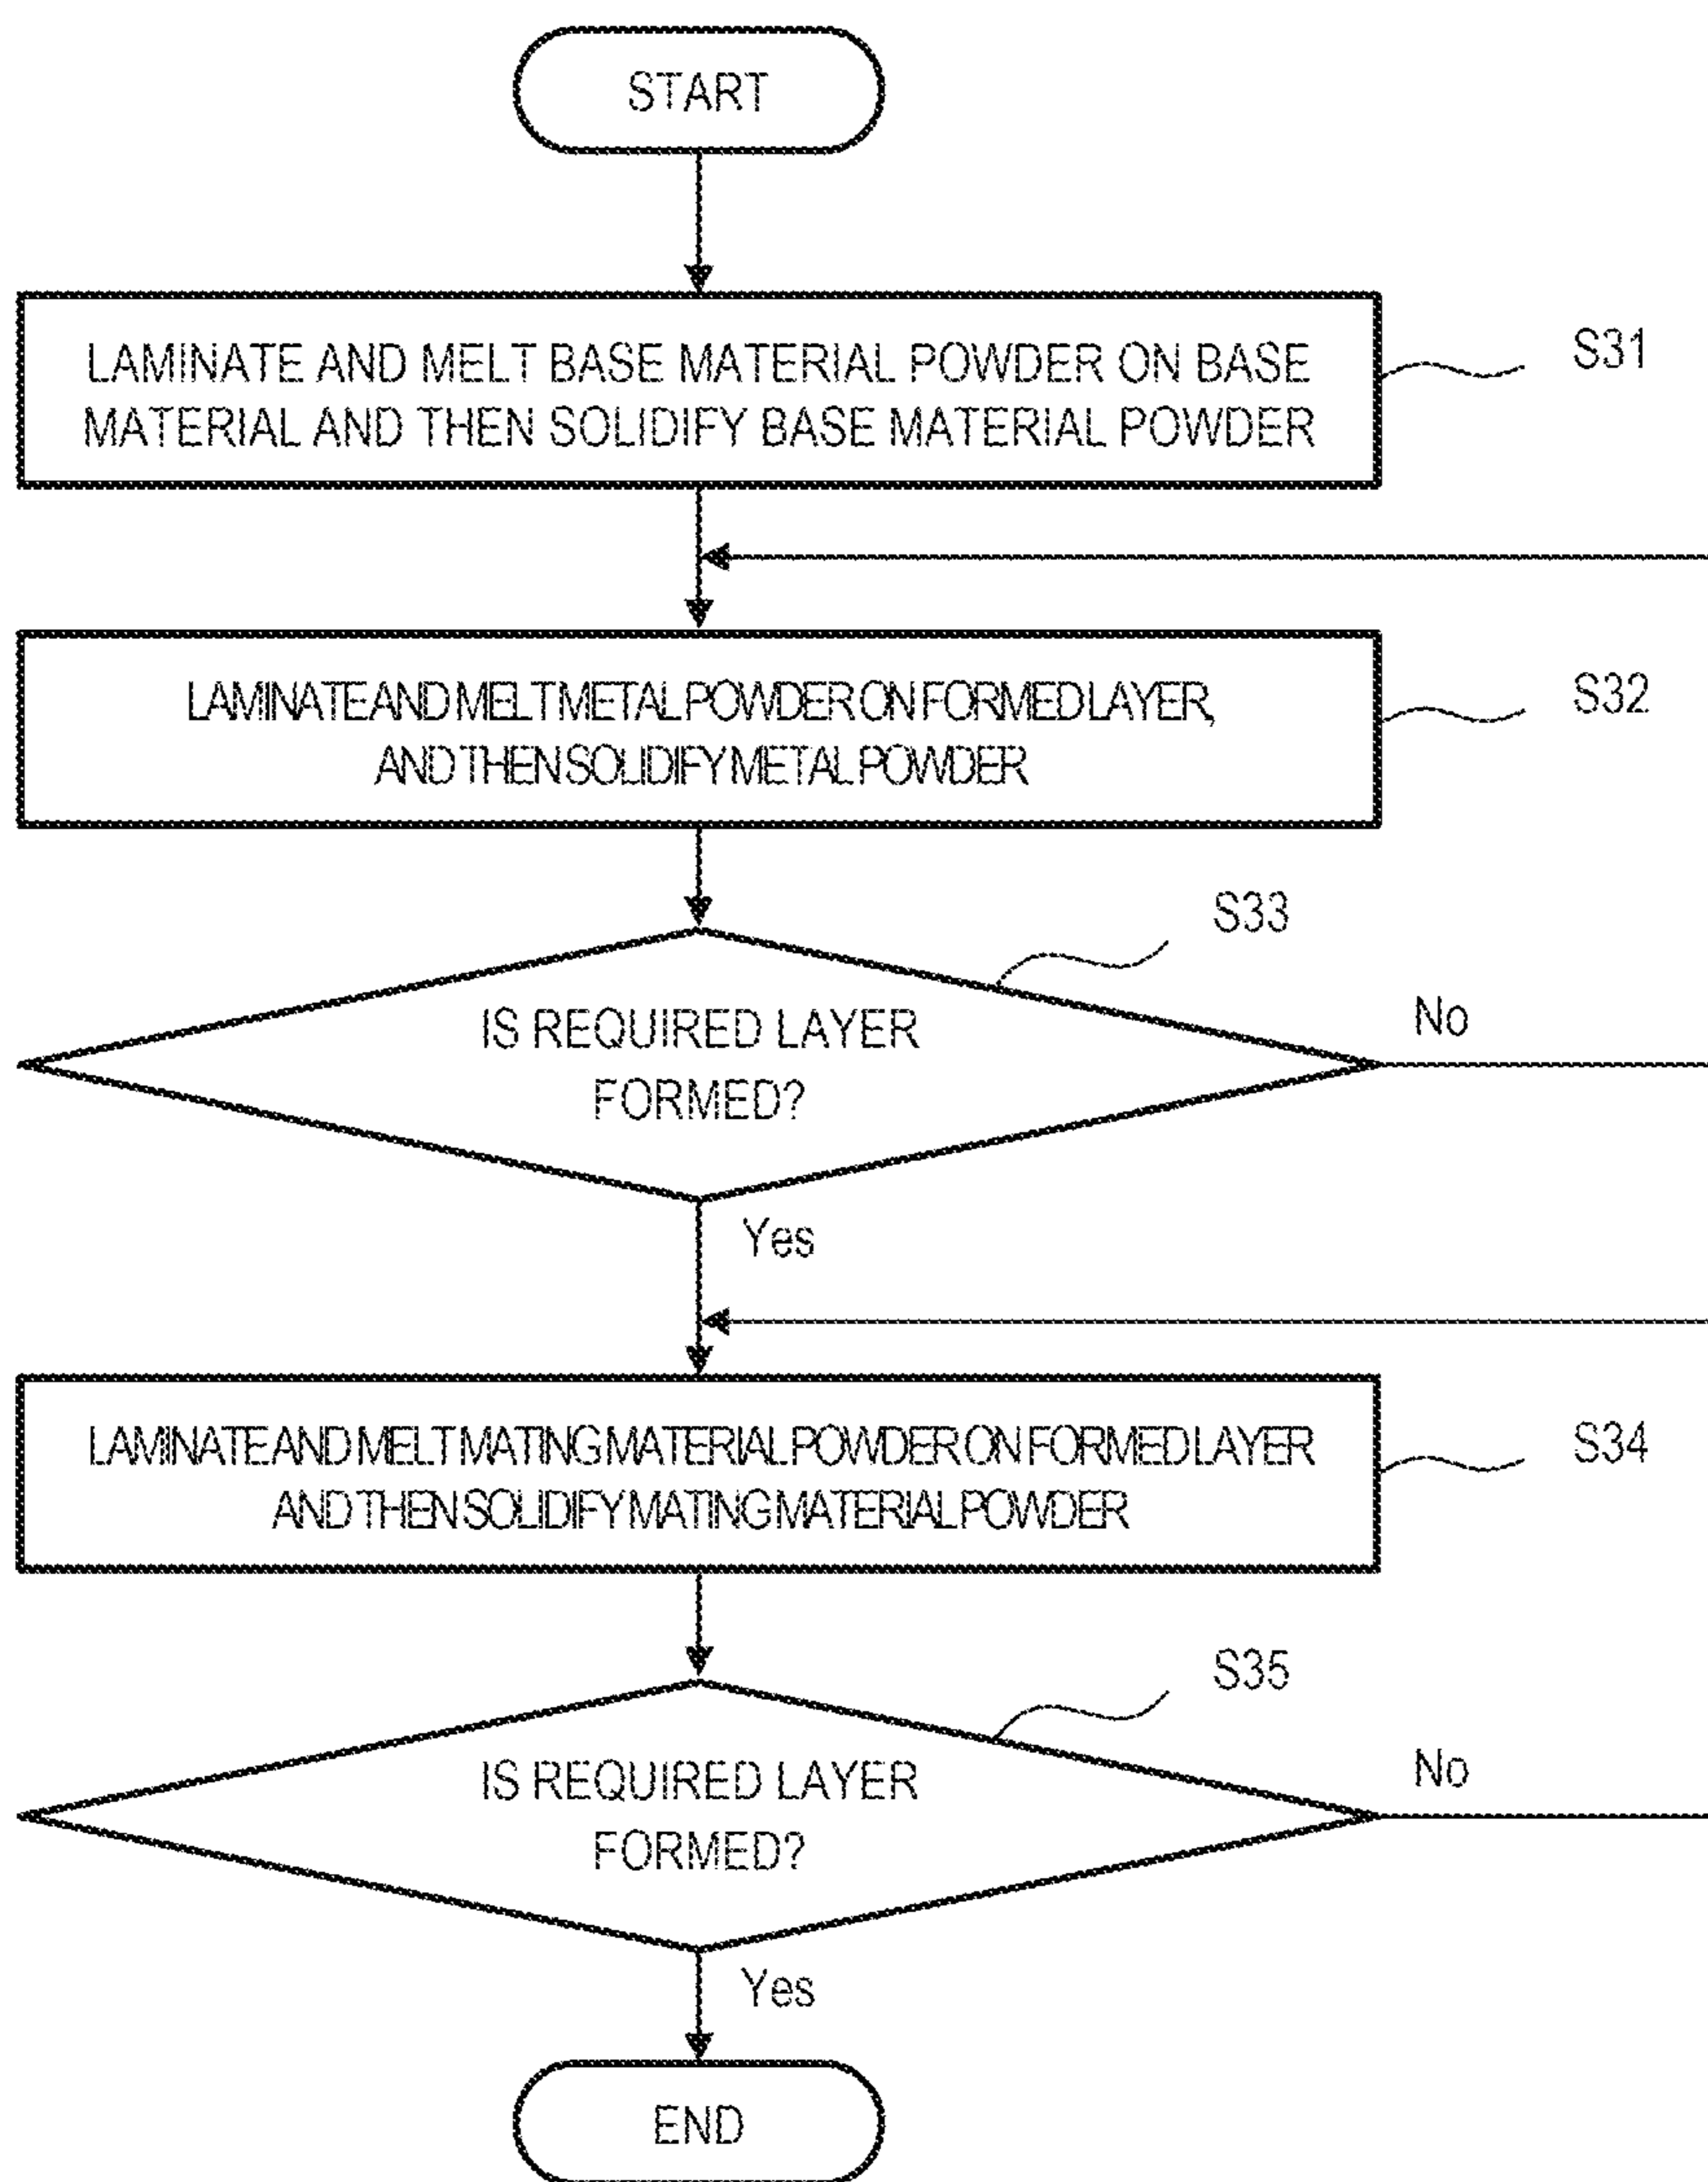 START
LAMINATE AND MELT BASE MATERIAL POWDER ON BASE
MATERIAL AND THEN SOLIDIFY BASE MATERIAL POWDER
S31
LAMINATE AND MELT METAL POWDER ON FORMED LAYER,
AND THEN SOLIDIFY METAL POWDER
S32
S33
IS REQUIRED LAYER
FORMED?
No
Yes
LAMINATE AND MELT MATING MATERIAL POWDER ON FORMED LAYER
AND THEN SOLIDIFY MATING MATERIAL POWDER
S34
S35
IS REQUIRED LAYER
FORMED?
No
Yes
END